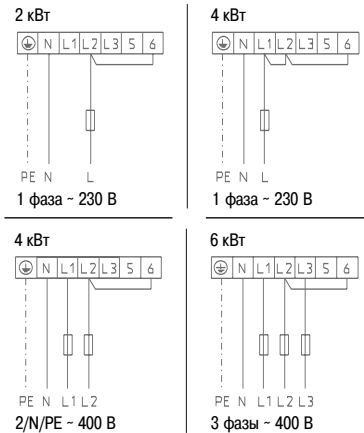 2 кВт
N L1 L2 L3 5 6
PE N L
1 фаза ~ 230 В
4 кВт
N L1 L2 L3 5 6
PE N L
1 фаза ~ 230 В
4 кВт
N L1 L2 L3 5 6
PE N L1 L2
2/N/PE ~ 400 В
6 кВт
N L1 L2 L3 5 6
PE N L1 L2 L3
3 фазы ~ 400 В